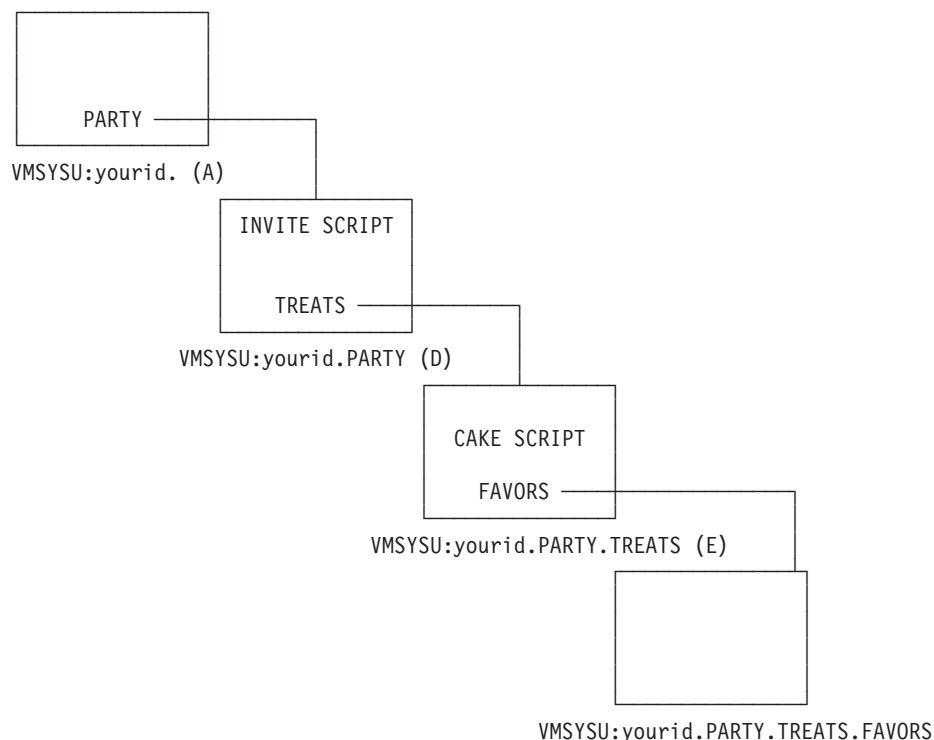 PARTY
VMSYSU:yourid. (A)
INVITE SCRIPT
TREATS
VMSYSU:yourid.PARTY (D)
CAKE SCRIPT
FAVORS
VMSYSU:yourid.PARTY.TREATS (E)
VMSYSU:yourid.PARTY.TREATS.FAVORS